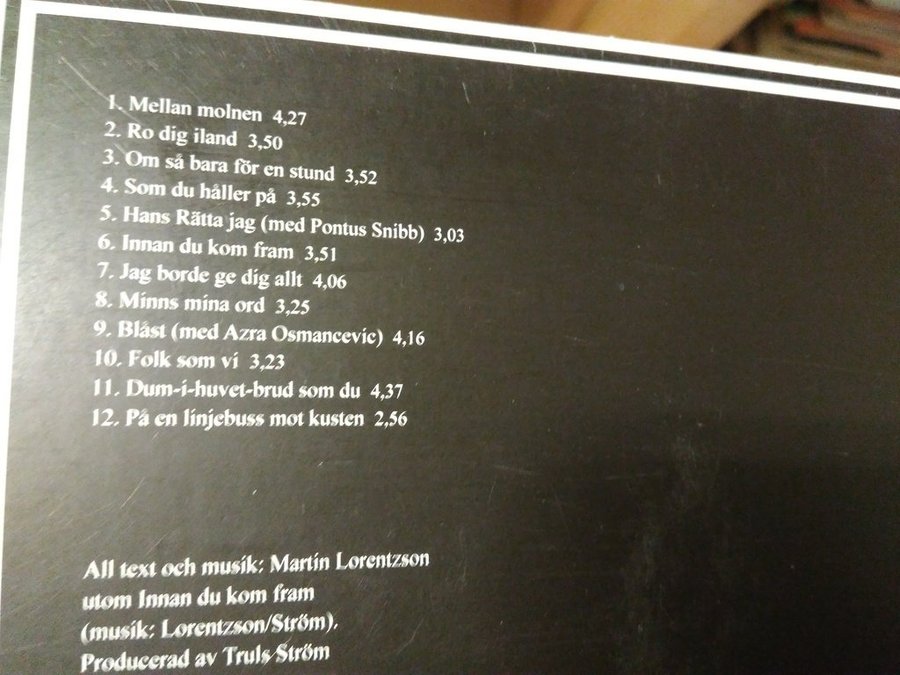 1. Mellan molnen 4,27
2. Ro dig iland 3,50
3. Om så bara för en stund 3,52
4. Som du håller på 3,55
5. Hans Rätta jag (med Pontus Snibb) 3,03
6. Innan du kom fram 3,51
7. Jag borde ge dig allt 4,06
8. Minns mina ord 3,25
9. Blåst (med Azra Osmancevic) 4,16
10. Folk som vi 3,23
11. Dum-i-huvet-brud som du 4,37
12. På en linjebuss mot kusten 2,56
All text och musik: Martin Lorentzson
utom Innan du kom fram
(musik: Lorentzson/Ström).
Producerad av Truls Ström